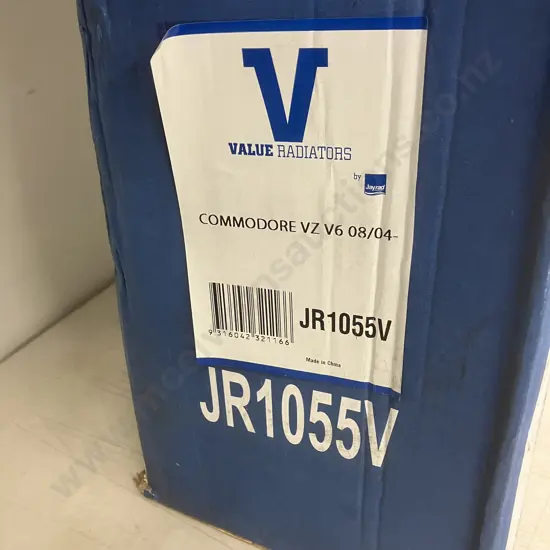 V
VALUE RADIATORS
by Jayrad
COMMODORE VZ V6 08/04-
JR1055V
9 316042 321166
Made in China
JR1055V